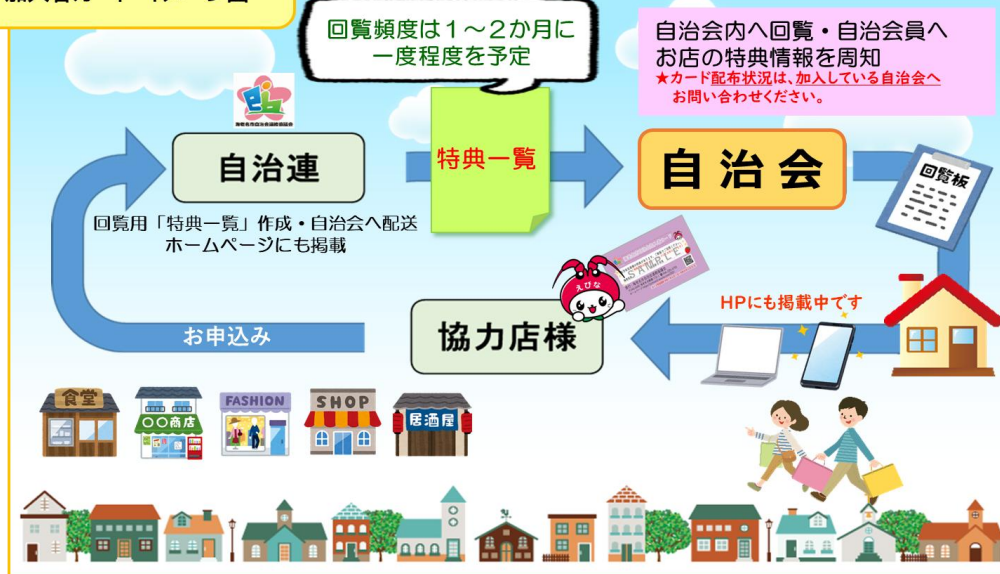 回覧頻度は1～2か月に
一度程度を予定
自治会内へ回覧・自治会員へ
お店の特典情報を周知
★カード配布状況は、加入している自治会へ
お問い合わせください。
自治連
特典一覧
自治会
回覧板
回覧用「特典一覧」作成・自治会へ配送
ホームページにも掲載
SAMPLE
えびな
HPにも掲載中です
お申込み
協力店様
食堂
〇〇商店
FASHION
SHOP
居酒屋